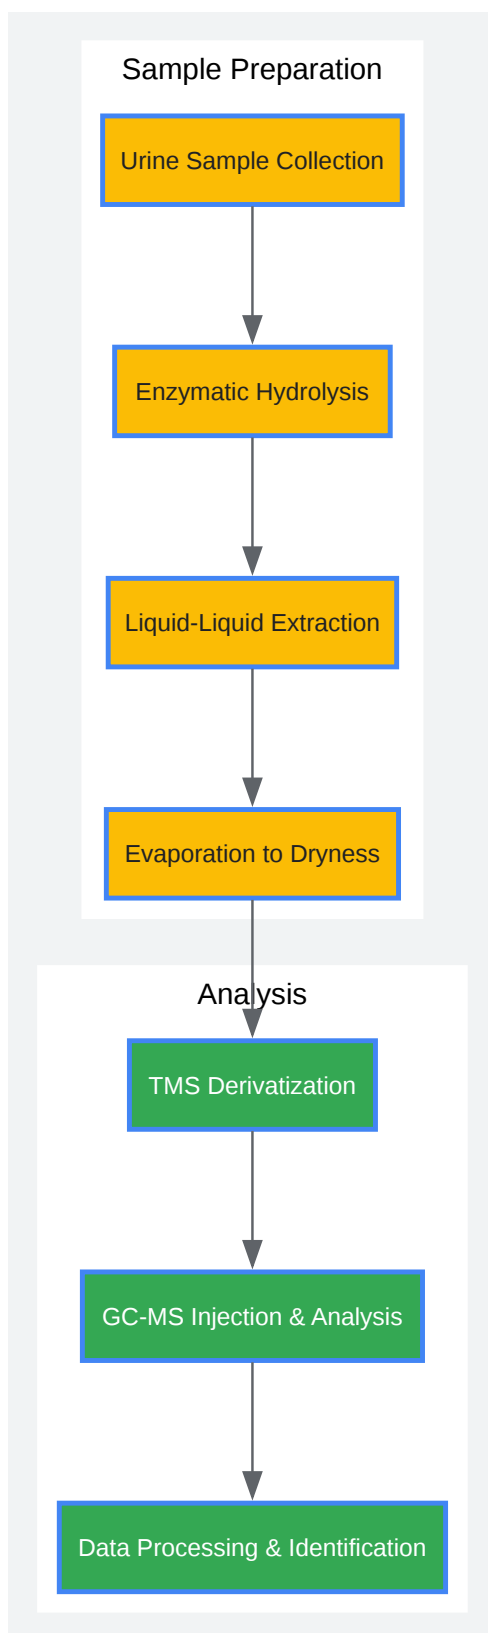 Sample Preparation
Urine Sample Collection
Enzymatic Hydrolysis
Liquid-Liquid Extraction
Evaporation to Dryness
Analysis
TMS Derivatization
GC-MS Injection & Analysis
Data Processing & Identification